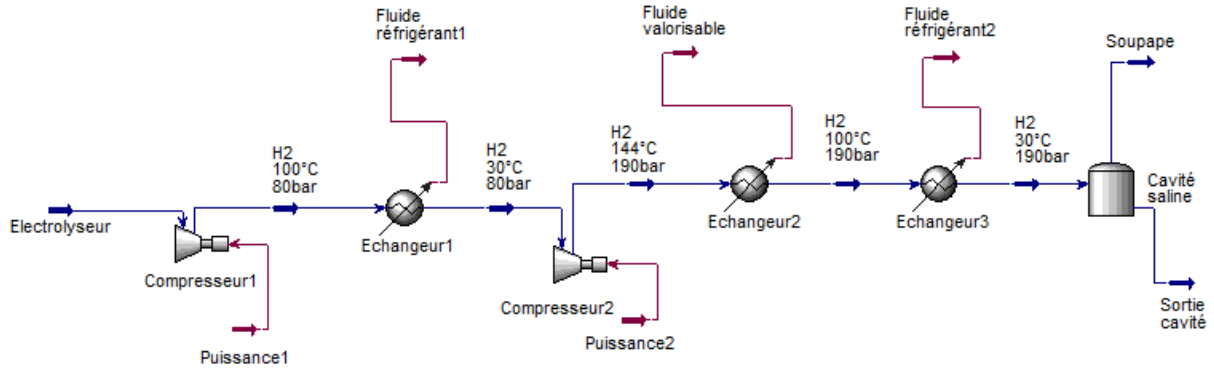 Fluide
réfrigérant1
Fluide
valorisable
Fluide
réfrigérant2
Soupape
H2
100°C
80bar
H2
30°C
80bar
H2
144°C
190bar
H2
100°C
190bar
H2
30°C
190bar
Cavité
saline
Electrolyseur
Echangeur1
Echangeur2
Echangeur3
Compresseur1
Compresseur2
Sortie
cavité
Puissance1
Puissance2